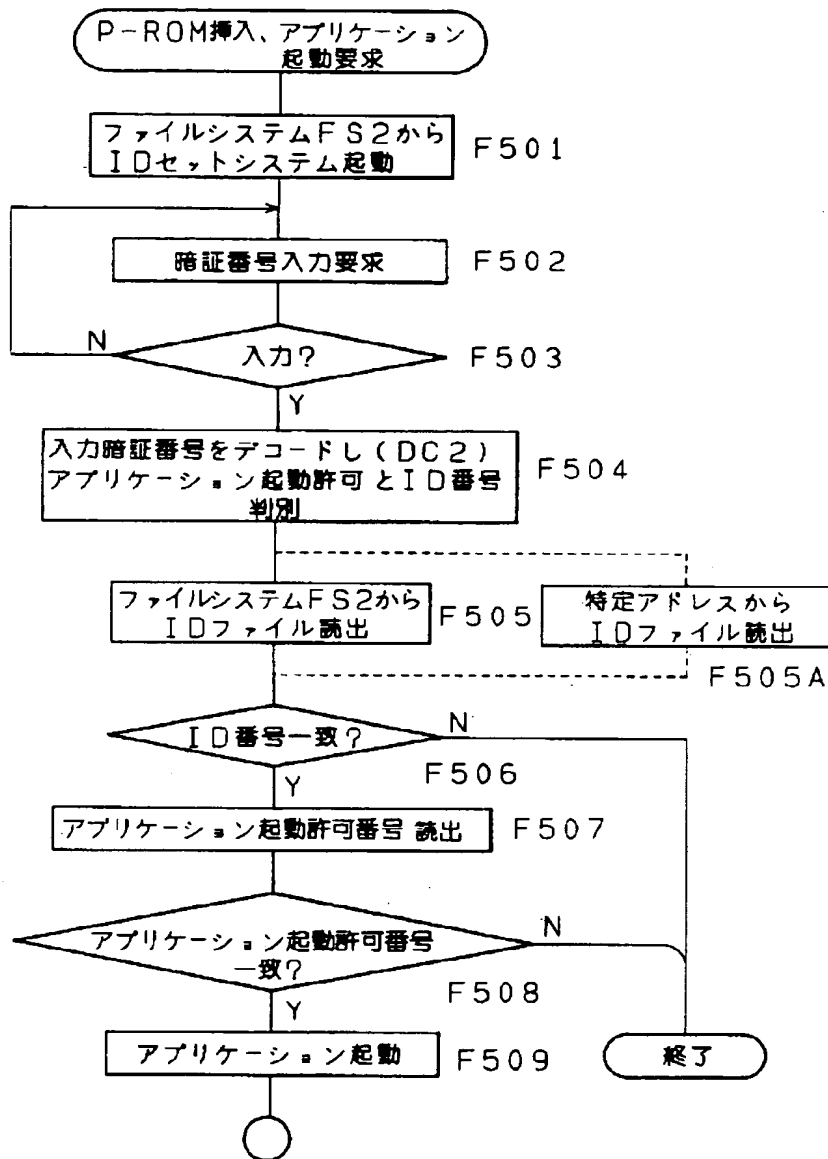 P-ROM挿入、アプリケーション
起動要求
ファイルシステムFS2から
IDセットシステム起動
F501
暗証番号入力要求
F502
N
入力?
F503
Y
入力暗証番号をデコードし(DC2)
アプリケーション起動許可とID番号
判別
F504
ファイルシステムFS2から
IDファイル読出
F505
特定アドレスから
IDファイル読出
F505A
ID番号一致?
N
F506
Y
アプリケーション起動許可番号 読出
F507
アプリケーション起動許可番号
一致?
N
F508
Y
アプリケーション起動
F509
終了